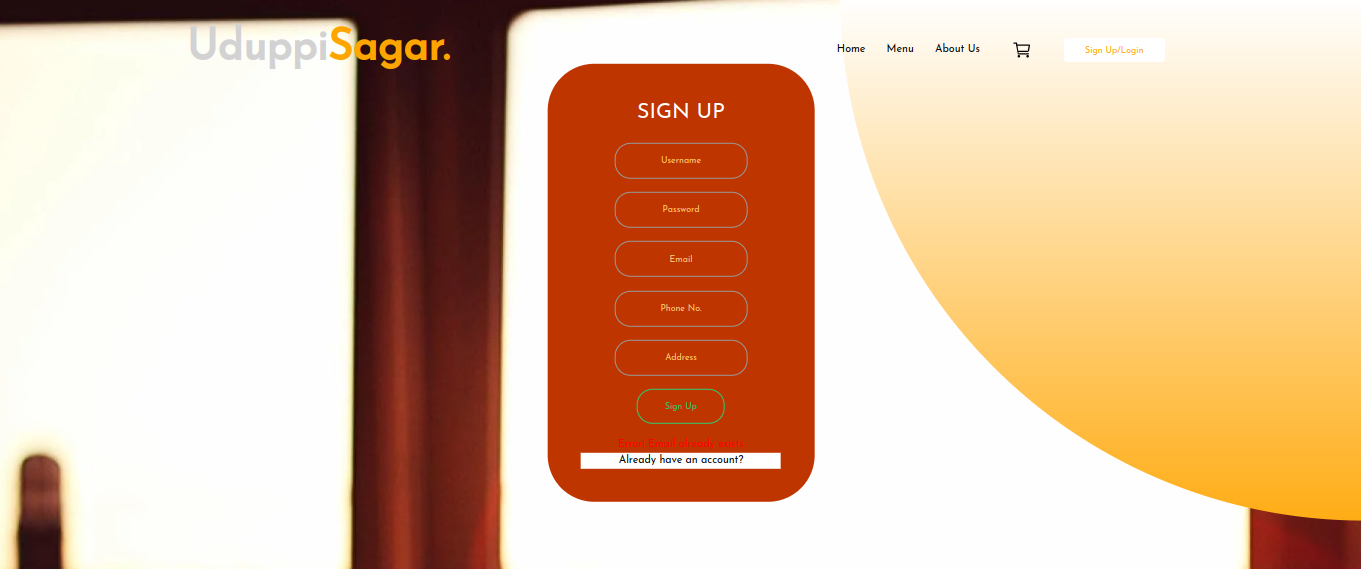 UduppiSagar.
Home Menu About Us Sign Up/Login
SIGN UP
Username
Password
Email
Phone No.
Address
Sign Up
Error! Email already exists
Already have an account?